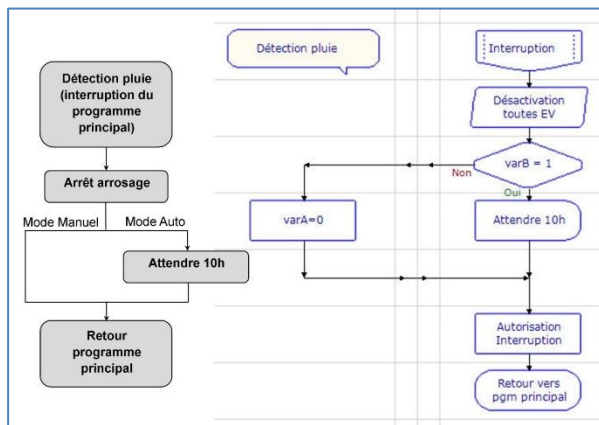 Détection pluie
(interruption du
programme
principal)
Arrêt arrosage
Mode Manuel
Mode Auto
Attendre 10h
Retour
programme
principal
Détection pluie
Interruption
Désactivation
toutes EV
varB = 1
Non
Oui
varA=0
Attendre 10h
Autorisation
Interruption
Retour vers
pgm principal